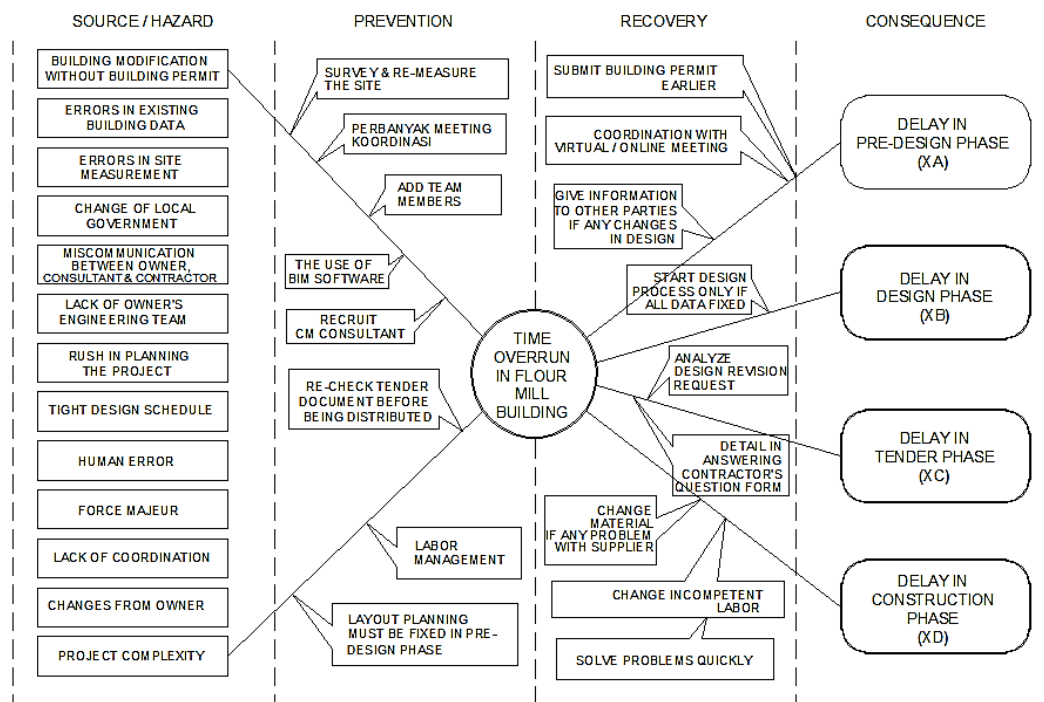 SOURCE / HAZARD
PREVENTION
RECOVERY
CONSEQUENCE
BUILDING MODIFICATION
WITHOUT BUILDING PERMIT
ERRORS IN EXISTING
BUILDING DATA
ERRORS IN SITE
MEASUREMENT
CHANGE OF LOCAL
GOVERNMENT
MISCOMMUNICATION
BETWEEN OWNER,
CONSULTANT & CONTRACTOR
LACK OF OWNER'S
ENGINEERING TEAM
RUSH IN PLANNING
THE PROJECT
TIGHT DESIGN SCHEDULE
HUMAN ERROR
FORCE MAJEUR
LACK OF COORDINATION
CHANGES FROM OWNER
PROJECT COMPLEXITY
SURVEY & RE-MEASURE
THE SITE
PERBANYAK MEETING
KOORDINASI
ADD TEAM
MEMBERS
THE USE OF
BIM SOFTWARE
RECRUIT
CM CONSULTANT
RE-CHECK TENDER
DOCUMENT BEFORE
BEING DISTRIBUTED
LABOR
MANAGEMENT
LAYOUT PLANNING
MUST BE FIXED IN PRE-
DESIGN PHASE
TIME
OVERRUN
IN FLOUR
MILL
BUILDING
SUBMIT BUILDING PERMIT
EARLIER
COORDINATION WITH
VIRTUAL / ONLINE MEETING
GIVE INFORMATION
TO OTHER PARTIES
IF ANY CHANGES
IN DESIGN
START DESIGN
PROCESS ONLY IF
ALL DATA FIXED
ANALYZE
DESIGN REVISION
REQUEST
DETAIL IN
ANSWERING
CONTRACTOR'S
QUESTION FORM
CHANGE
MATERIAL
IF ANY PROBLEM
WITH SUPPLIER
CHANGE INCOMPETENT
LABOR
SOLVE PROBLEMS QUICKLY
DELAY IN
PRE-DESIGN PHASE
(XA)
DELAY IN
DESIGN PHASE
(XB)
DELAY IN
TENDER PHASE
(XC)
DELAY IN
CONSTRUCTION
PHASE
(XD)